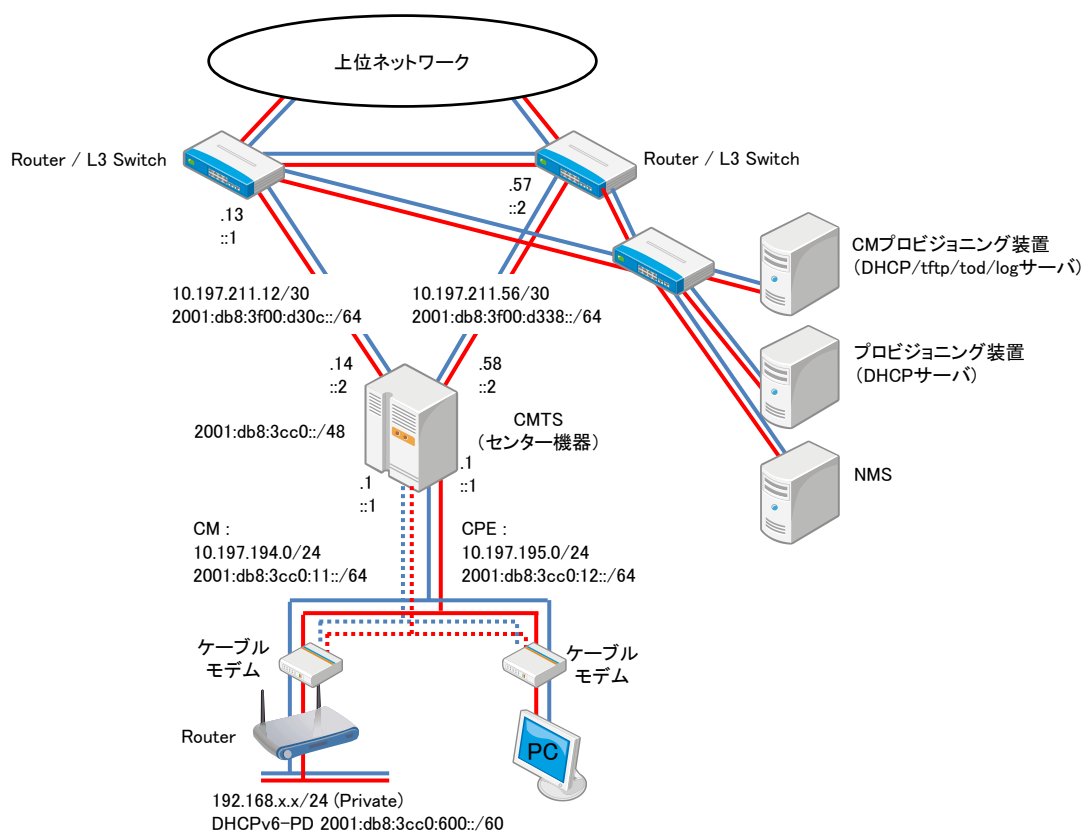 上位ネットワーク
Router / L3 Switch
Router / L3 Switch
.13
::1
.57
::2
CMプロビジョニング装置
(DHCP/tftp/tod/logサーバ)
10.197.211.12/30
2001:db8:3f00:d30c::/64
10.197.211.56/30
2001:db8:3f00:d338::/64
プロビジョニング装置
(DHCPサーバ)
.14
::2
.58
::2
CMTS
(センター機器)
2001:db8:3cc0::/48
NMS
.1
::1
.1
::1
CM :
10.197.194.0/24
2001:db8:3cc0:11::/64
CPE :
10.197.195.0/24
2001:db8:3cc0:12::/64
ケーブル
モデム
ケーブル
モデム
Router
PC
192.168.x.x/24 (Private)
DHCPv6-PD 2001:db8:3cc0:600::/60